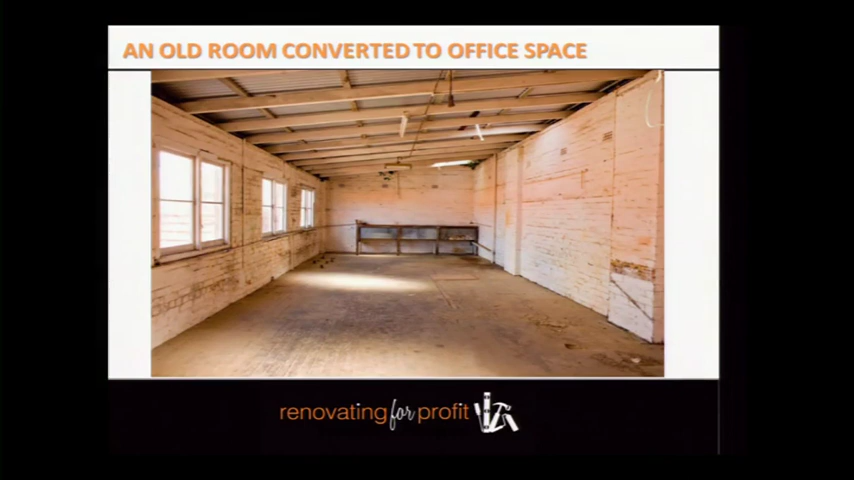 AN OLD ROOM CONVERTED TO OFFICE SPACE
renovating for profit